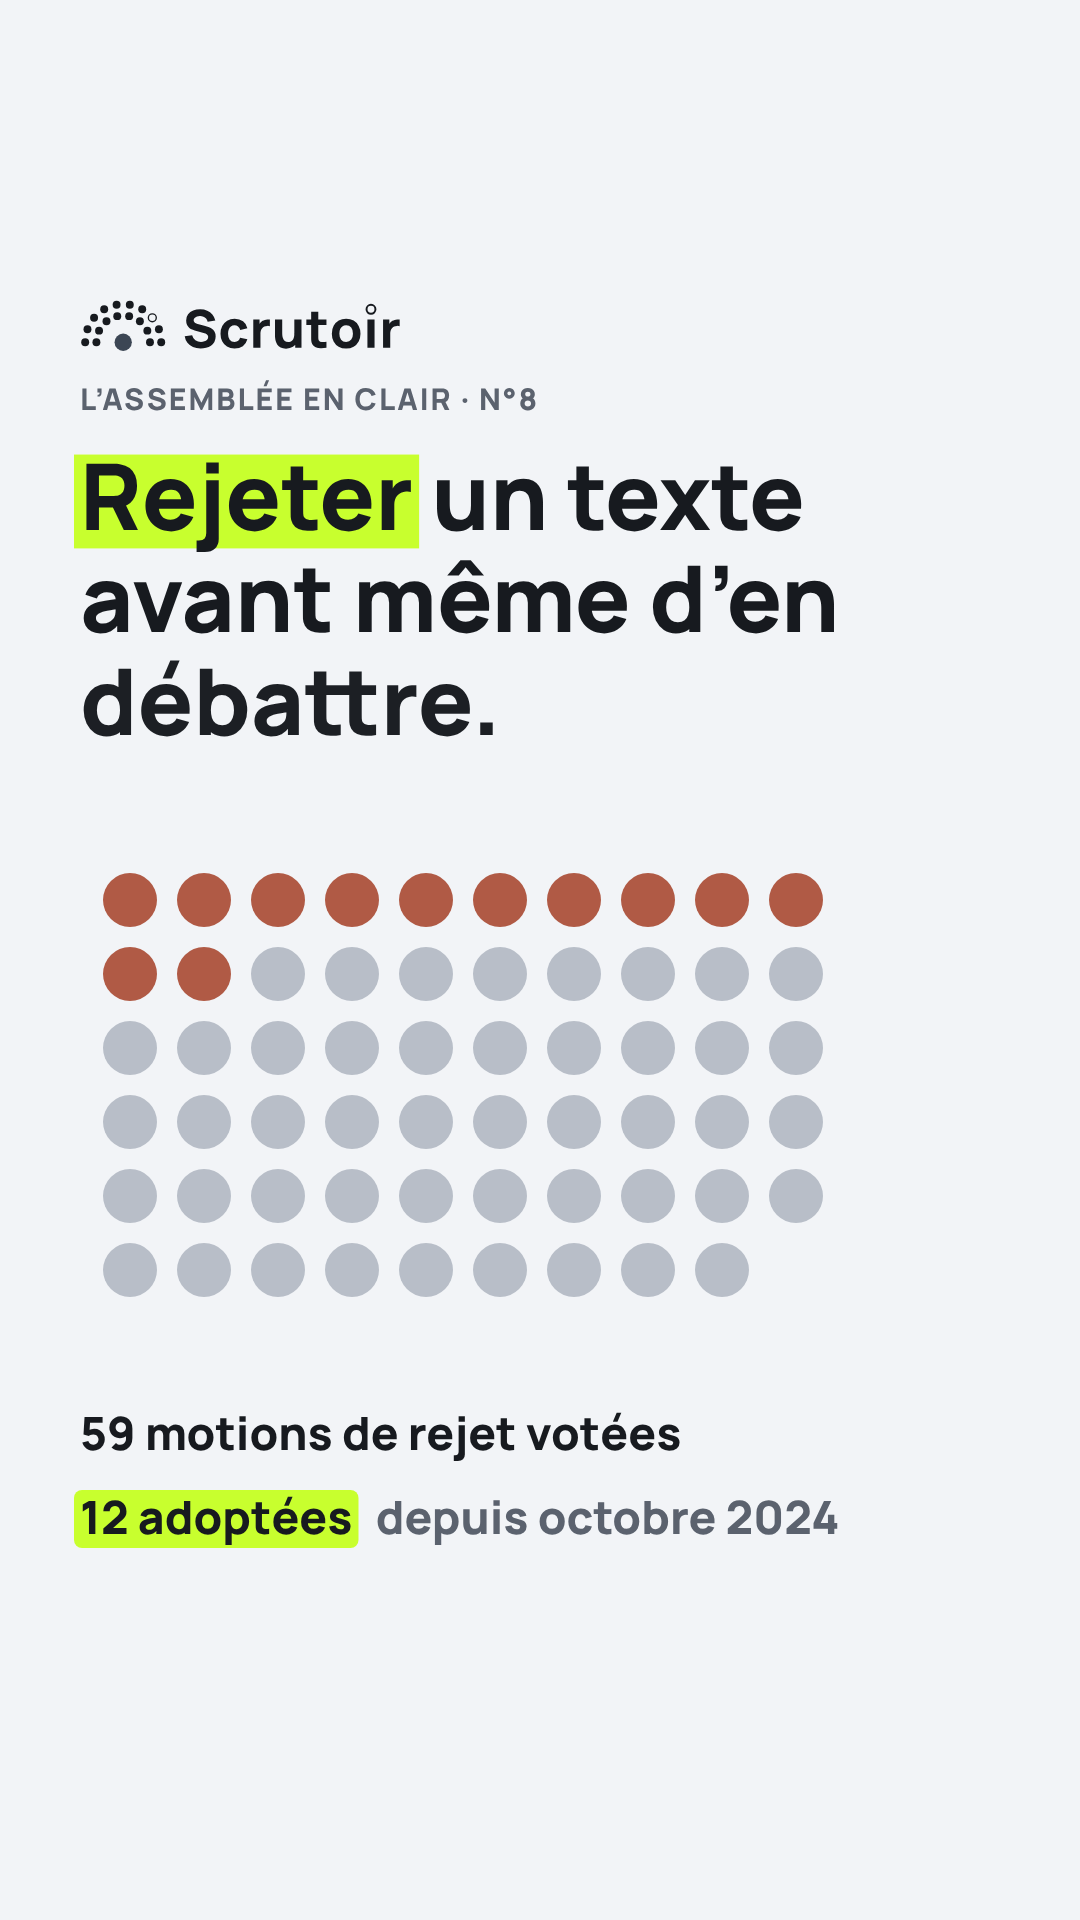 Scrutoir
L’ASSEMBLÉE EN CLAIR · N°8
Rejeter un texte
avant même d’en
débattre.
59 motions de rejet votées
12 adoptées depuis octobre 2024